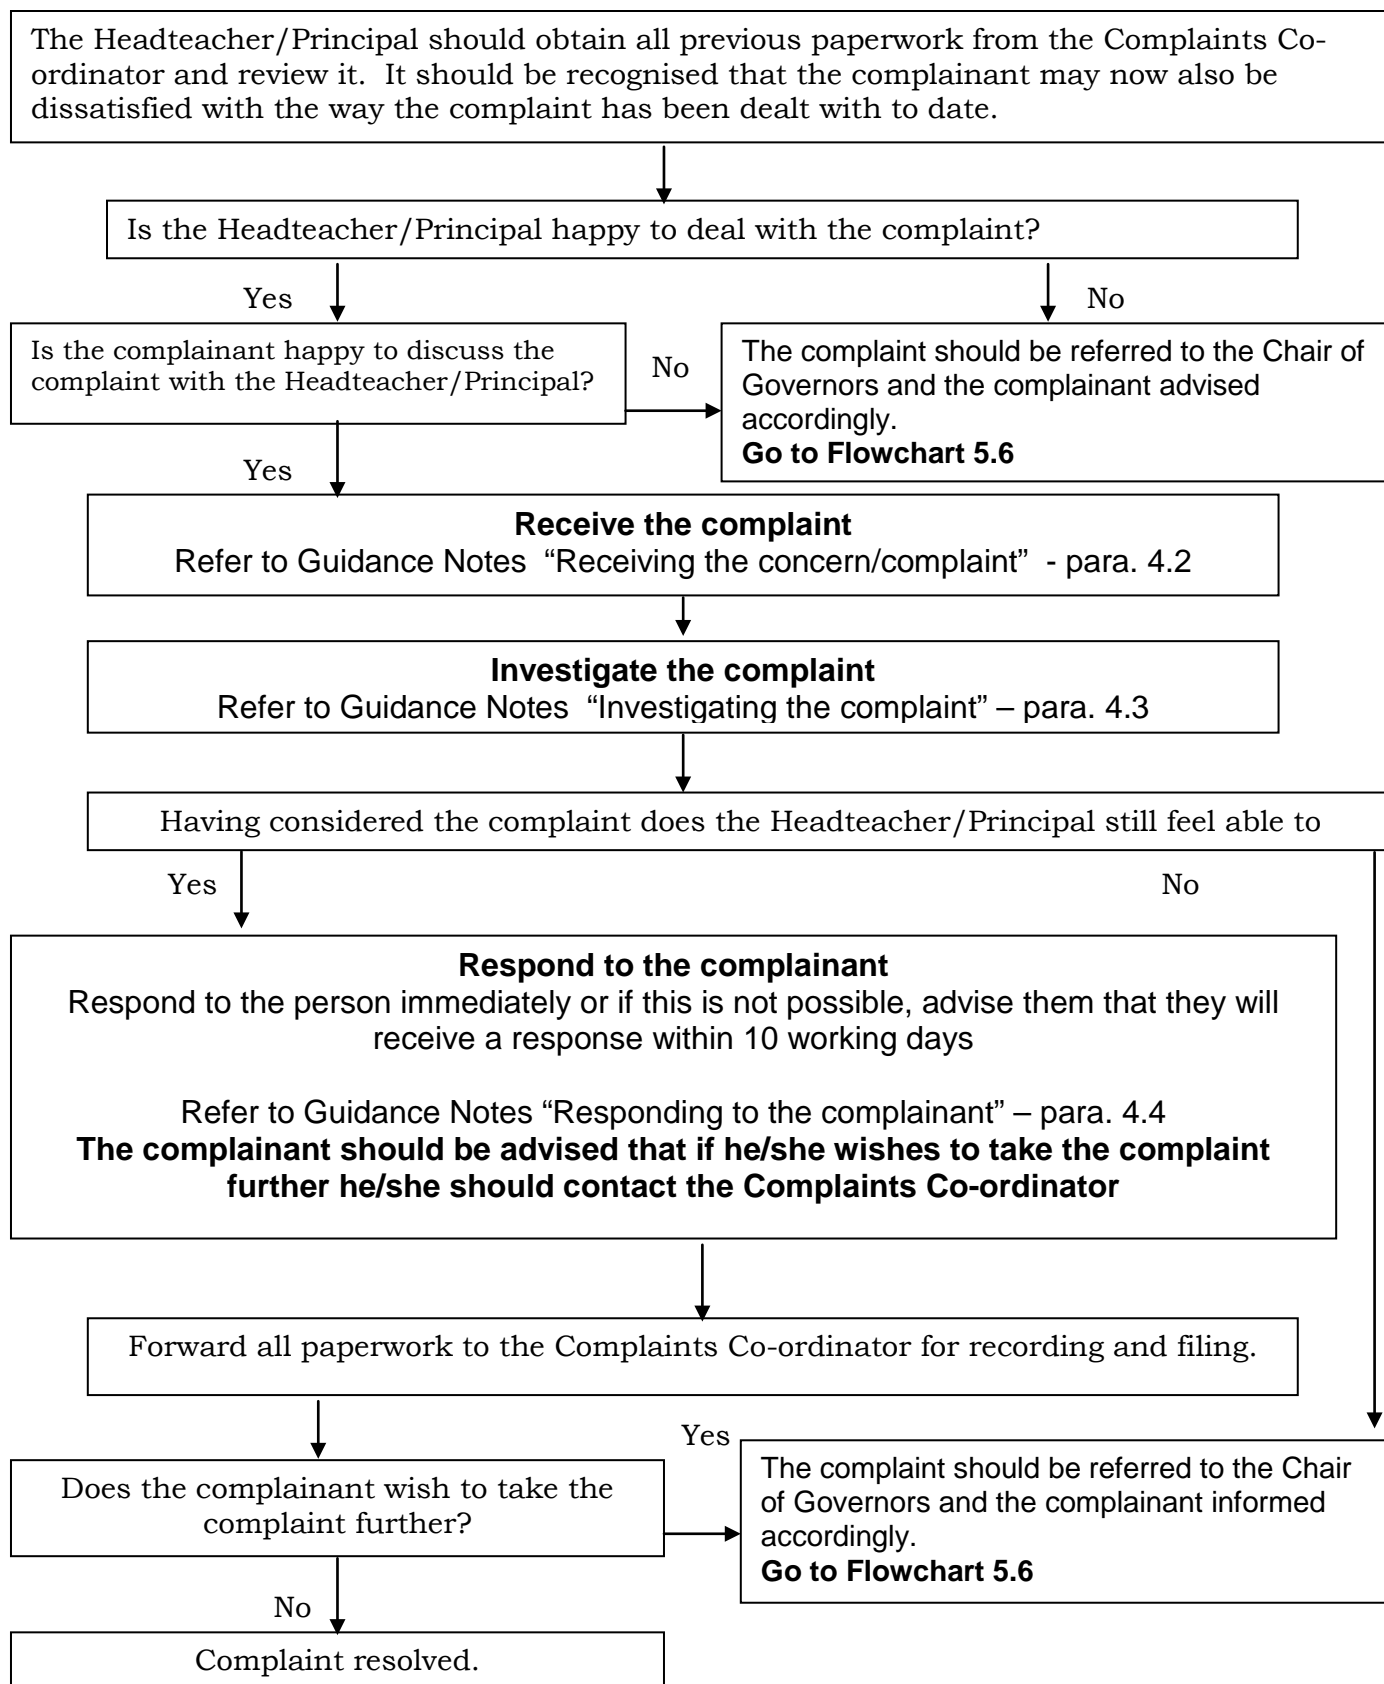 The Headteacher/Principal should obtain all previous paperwork from the Complaints Co-
ordinator and review it.  It should be recognised that the complainant may now also be
dissatisfied with the way the complaint has been dealt with to date.
Is the Headteacher/Principal happy to deal with the complaint?
Yes
No
Is the complainant happy to discuss the
complaint with the Headteacher/Principal?
No
The complaint should be referred to the Chair of
Governors and the complainant advised
accordingly.
Go to Flowchart 5.6
Yes
Receive the complaint
Refer to Guidance Notes  “Receiving the concern/complaint”  - para. 4.2
Investigate the complaint
Refer to Guidance Notes  “Investigating the complaint” – para. 4.3
Having considered the complaint does the Headteacher/Principal still feel able to
Yes
No
Respond to the complainant
Respond to the person immediately or if this is not possible, advise them that they will
receive a response within 10 working days
Refer to Guidance Notes “Responding to the complainant” – para. 4.4
The complainant should be advised that if he/she wishes to take the complaint
further he/she should contact the Complaints Co-ordinator
Forward all paperwork to the Complaints Co-ordinator for recording and filing.
Yes
Does the complainant wish to take the
complaint further?
The complaint should be referred to the Chair
of Governors and the complainant informed
accordingly.
Go to Flowchart 5.6
No
Complaint resolved.